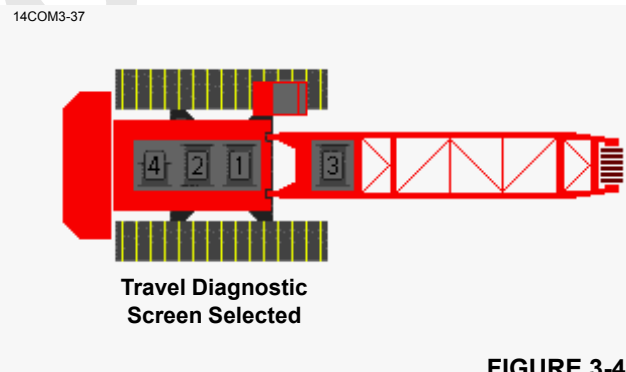 14COM3-37
4 2 1 3
Travel Diagnostic
Screen Selected
FIGURE 3-4